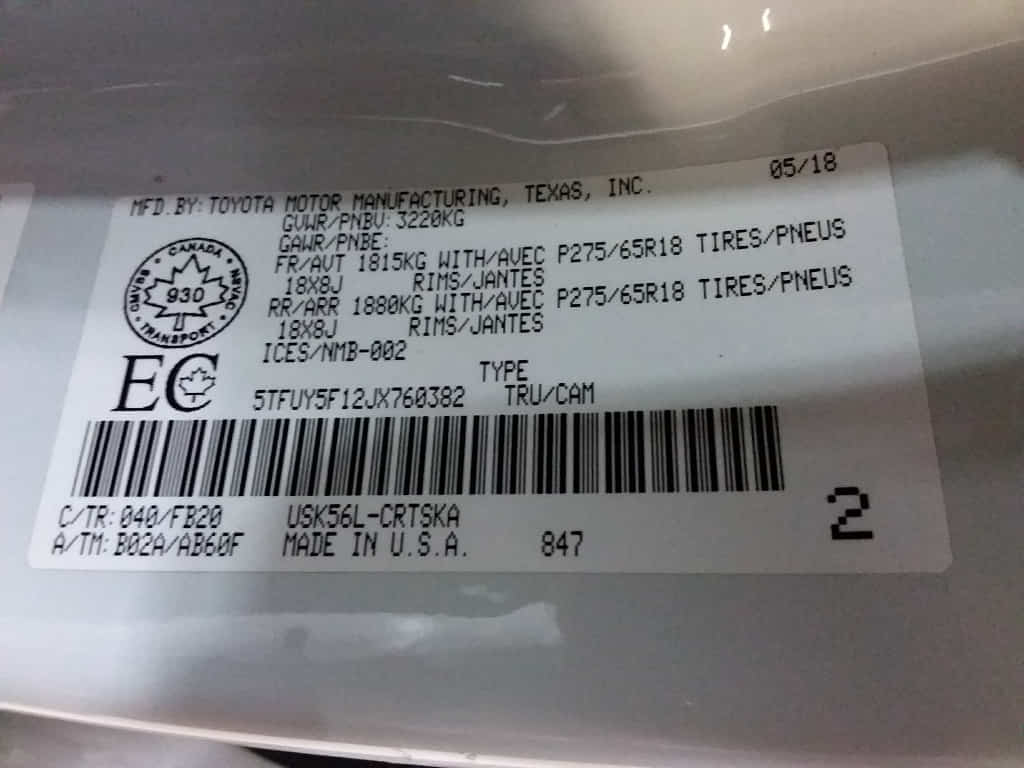 05/18
MFD. BY: TOYOTA MOTOR MANUFACTURING, TEXAS, INC.
GVWR/PNBV: 3220KG
GAWR/PNBE:
FR/AVT 1815KG WITH/AVEC P275/65R18 TIRES/PNEUS
18X8J RIMS/JANTES
RR/ARR 1880KG WITH/AVEC P275/65R18 TIRES/PNEUS
18X8J RIMS/JANTES
ICES/NMB-002
CANADA
CMVSS 930 NSVAC
TRANSPORT
EC
TYPE
5TFUY5F12JX760382 TRU/CAM
C/TR: 040/FB20 USK56L-CRTSKA
A/TM: B02A/AB60F MADE IN U.S.A. 847
2